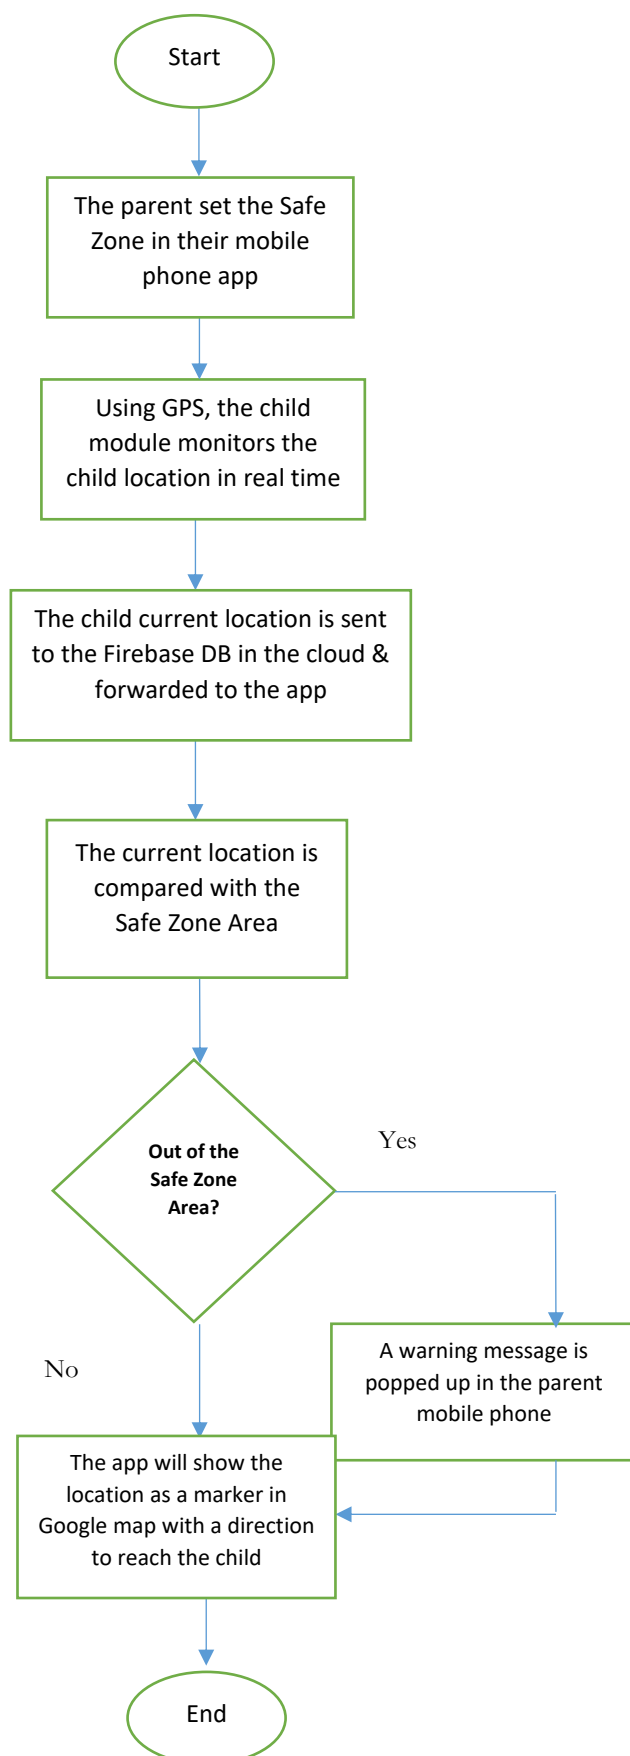 Start
The parent set the Safe
Zone in their mobile
phone app
Using GPS, the child
module monitors the
child location in real time
The child current location is sent
to the Firebase DB in the cloud &
forwarded to the app
The current location is
compared with the
Safe Zone Area
Out of the
Safe Zone
Area?
Yes
No
A warning message is
popped up in the parent
mobile phone
The app will show the
location as a marker in
Google map with a direction
to reach the child
End